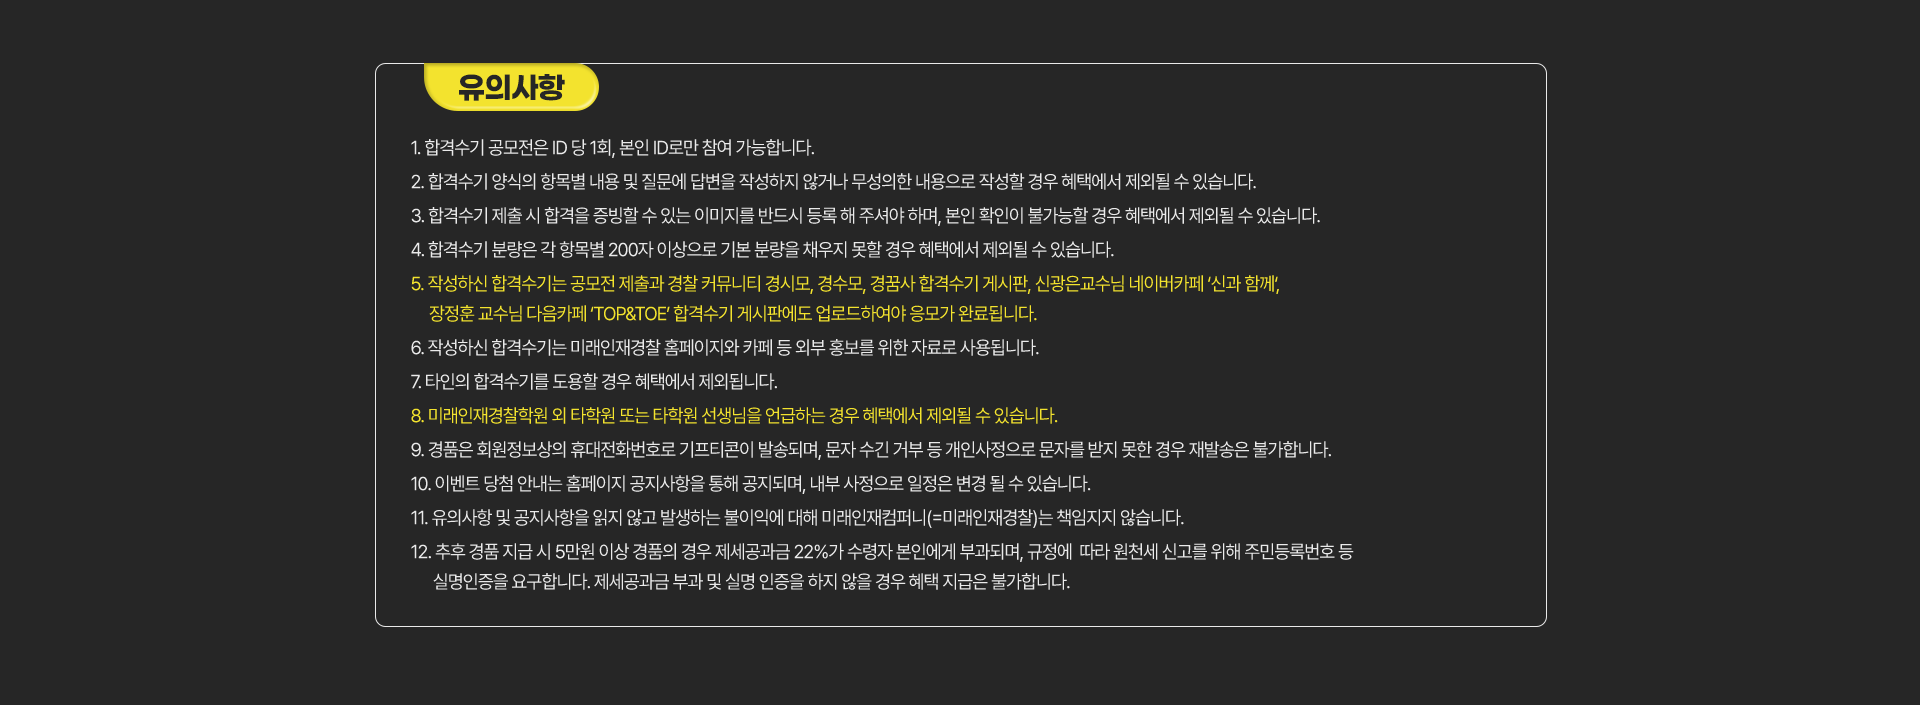 유의사항
1. 합격수기 공모전은 ID 당 1회, 본인 ID로만 참여 가능합니다.
2. 합격수기 양식의 항목별 내용 및 질문에 답변을 작성하지 않거나 무성의한 내용으로 작성할 경우 혜택에서 제외될 수 있습니다.
3. 합격수기 제출 시 합격을 증빙할 수 있는 이미지를 반드시 등록 해 주셔야 하며, 본인 확인이 불가능할 경우 혜택에서 제외될 수 있습니다.
4. 합격수기 분량은 각 항목별 200자 이상으로 기본 분량을 채우지 못할 경우 혜택에서 제외될 수 있습니다.
5. 작성하신 합격수기는 공모전 제출과 경찰 커뮤니티 경시모, 경수모, 경꿈사 합격수기 게시판, 신광은교수님 네이버카페 ‘신과 함께’,
장정훈 교수님 다음카페 ‘TOP&TOE’ 합격수기 게시판에도 업로드하여야 응모가 완료됩니다.
6. 작성하신 합격수기는 미래인재경찰 홈페이지와 카페 등 외부 홍보를 위한 자료로 사용됩니다.
7. 타인의 합격수기를 도용할 경우 혜택에서 제외됩니다.
8. 미래인재경찰학원 외 타학원 또는 타학원 선생님을 언급하는 경우 혜택에서 제외될 수 있습니다.
9. 경품은 회원정보상의 휴대전화번호로 기프티콘이 발송되며, 문자 수긴 거부 등 개인사정으로 문자를 받지 못한 경우 재발송은 불가합니다.
10. 이벤트 당첨 안내는 홈페이지 공지사항을 통해 공지되며, 내부 사정으로 일정은 변경 될 수 있습니다.
11. 유의사항 및 공지사항을 읽지 않고 발생하는 불이익에 대해 미래인재컴퍼니(=미래인재경찰)는 책임지지 않습니다.
12. 추후 경품 지급 시 5만원 이상 경품의 경우 제세공과금 22%가 수령자 본인에게 부과되며, 규정에 따라 원천세 신고를 위해 주민등록번호 등
실명인증을 요구합니다. 제세공과금 부과 및 실명 인증을 하지 않을 경우 혜택 지급은 불가합니다.